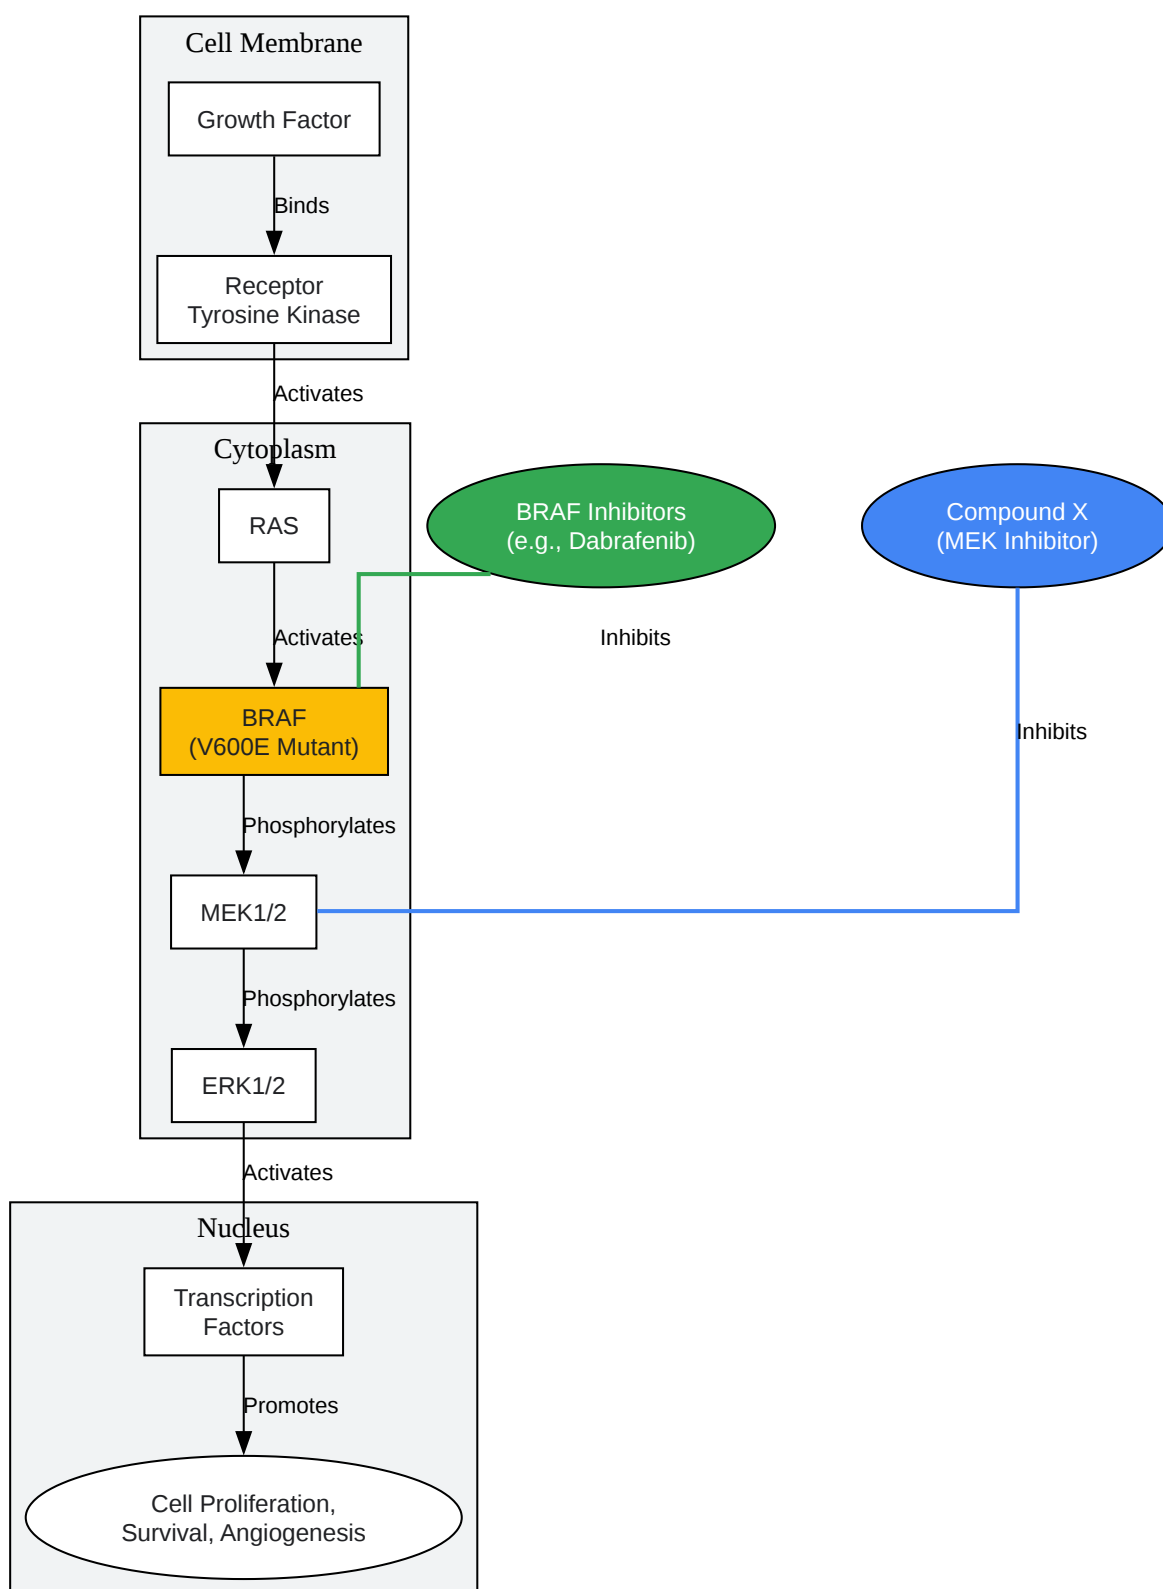 Cell Membrane
Growth Factor
Binds
Receptor
Tyrosine Kinase
Activates
Cytoplasm
RAS
BRAF Inhibitors
(e.g., Dabrafenib)
Compound X
(MEK Inhibitor)
Activates
Inhibits
BRAF
(V600E Mutant)
Inhibits
Phosphorylates
MEK1/2
Phosphorylates
ERK1/2
Activates
Nucleus
Transcription
Factors
Promotes
Cell Proliferation,
Survival, Angiogenesis